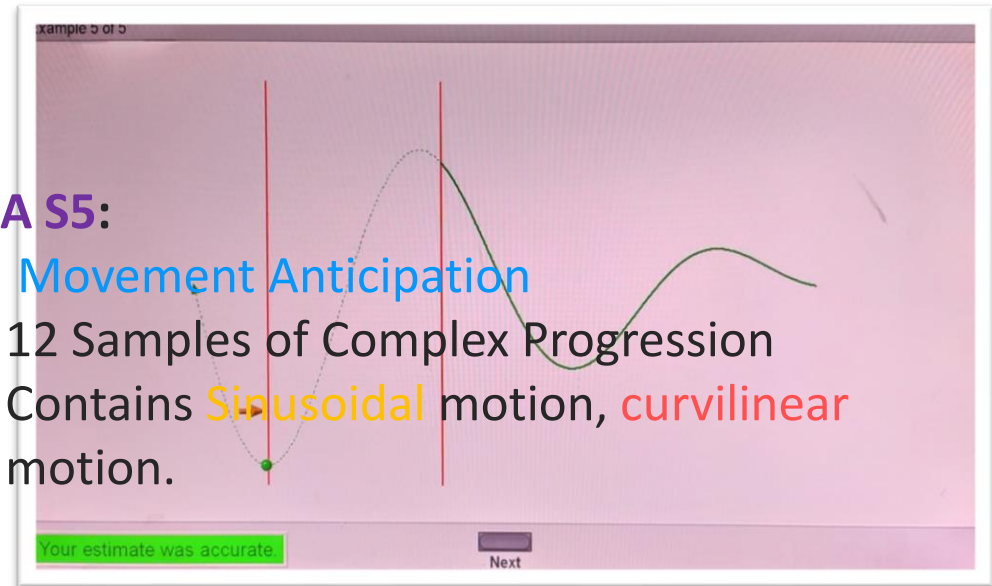 xample 5 of 5
A S5:
Movement Anticipation
12 Samples of Complex Progression
Contains Sinusoidal motion, curvilinear
motion.
Your estimate was accurate.
Next